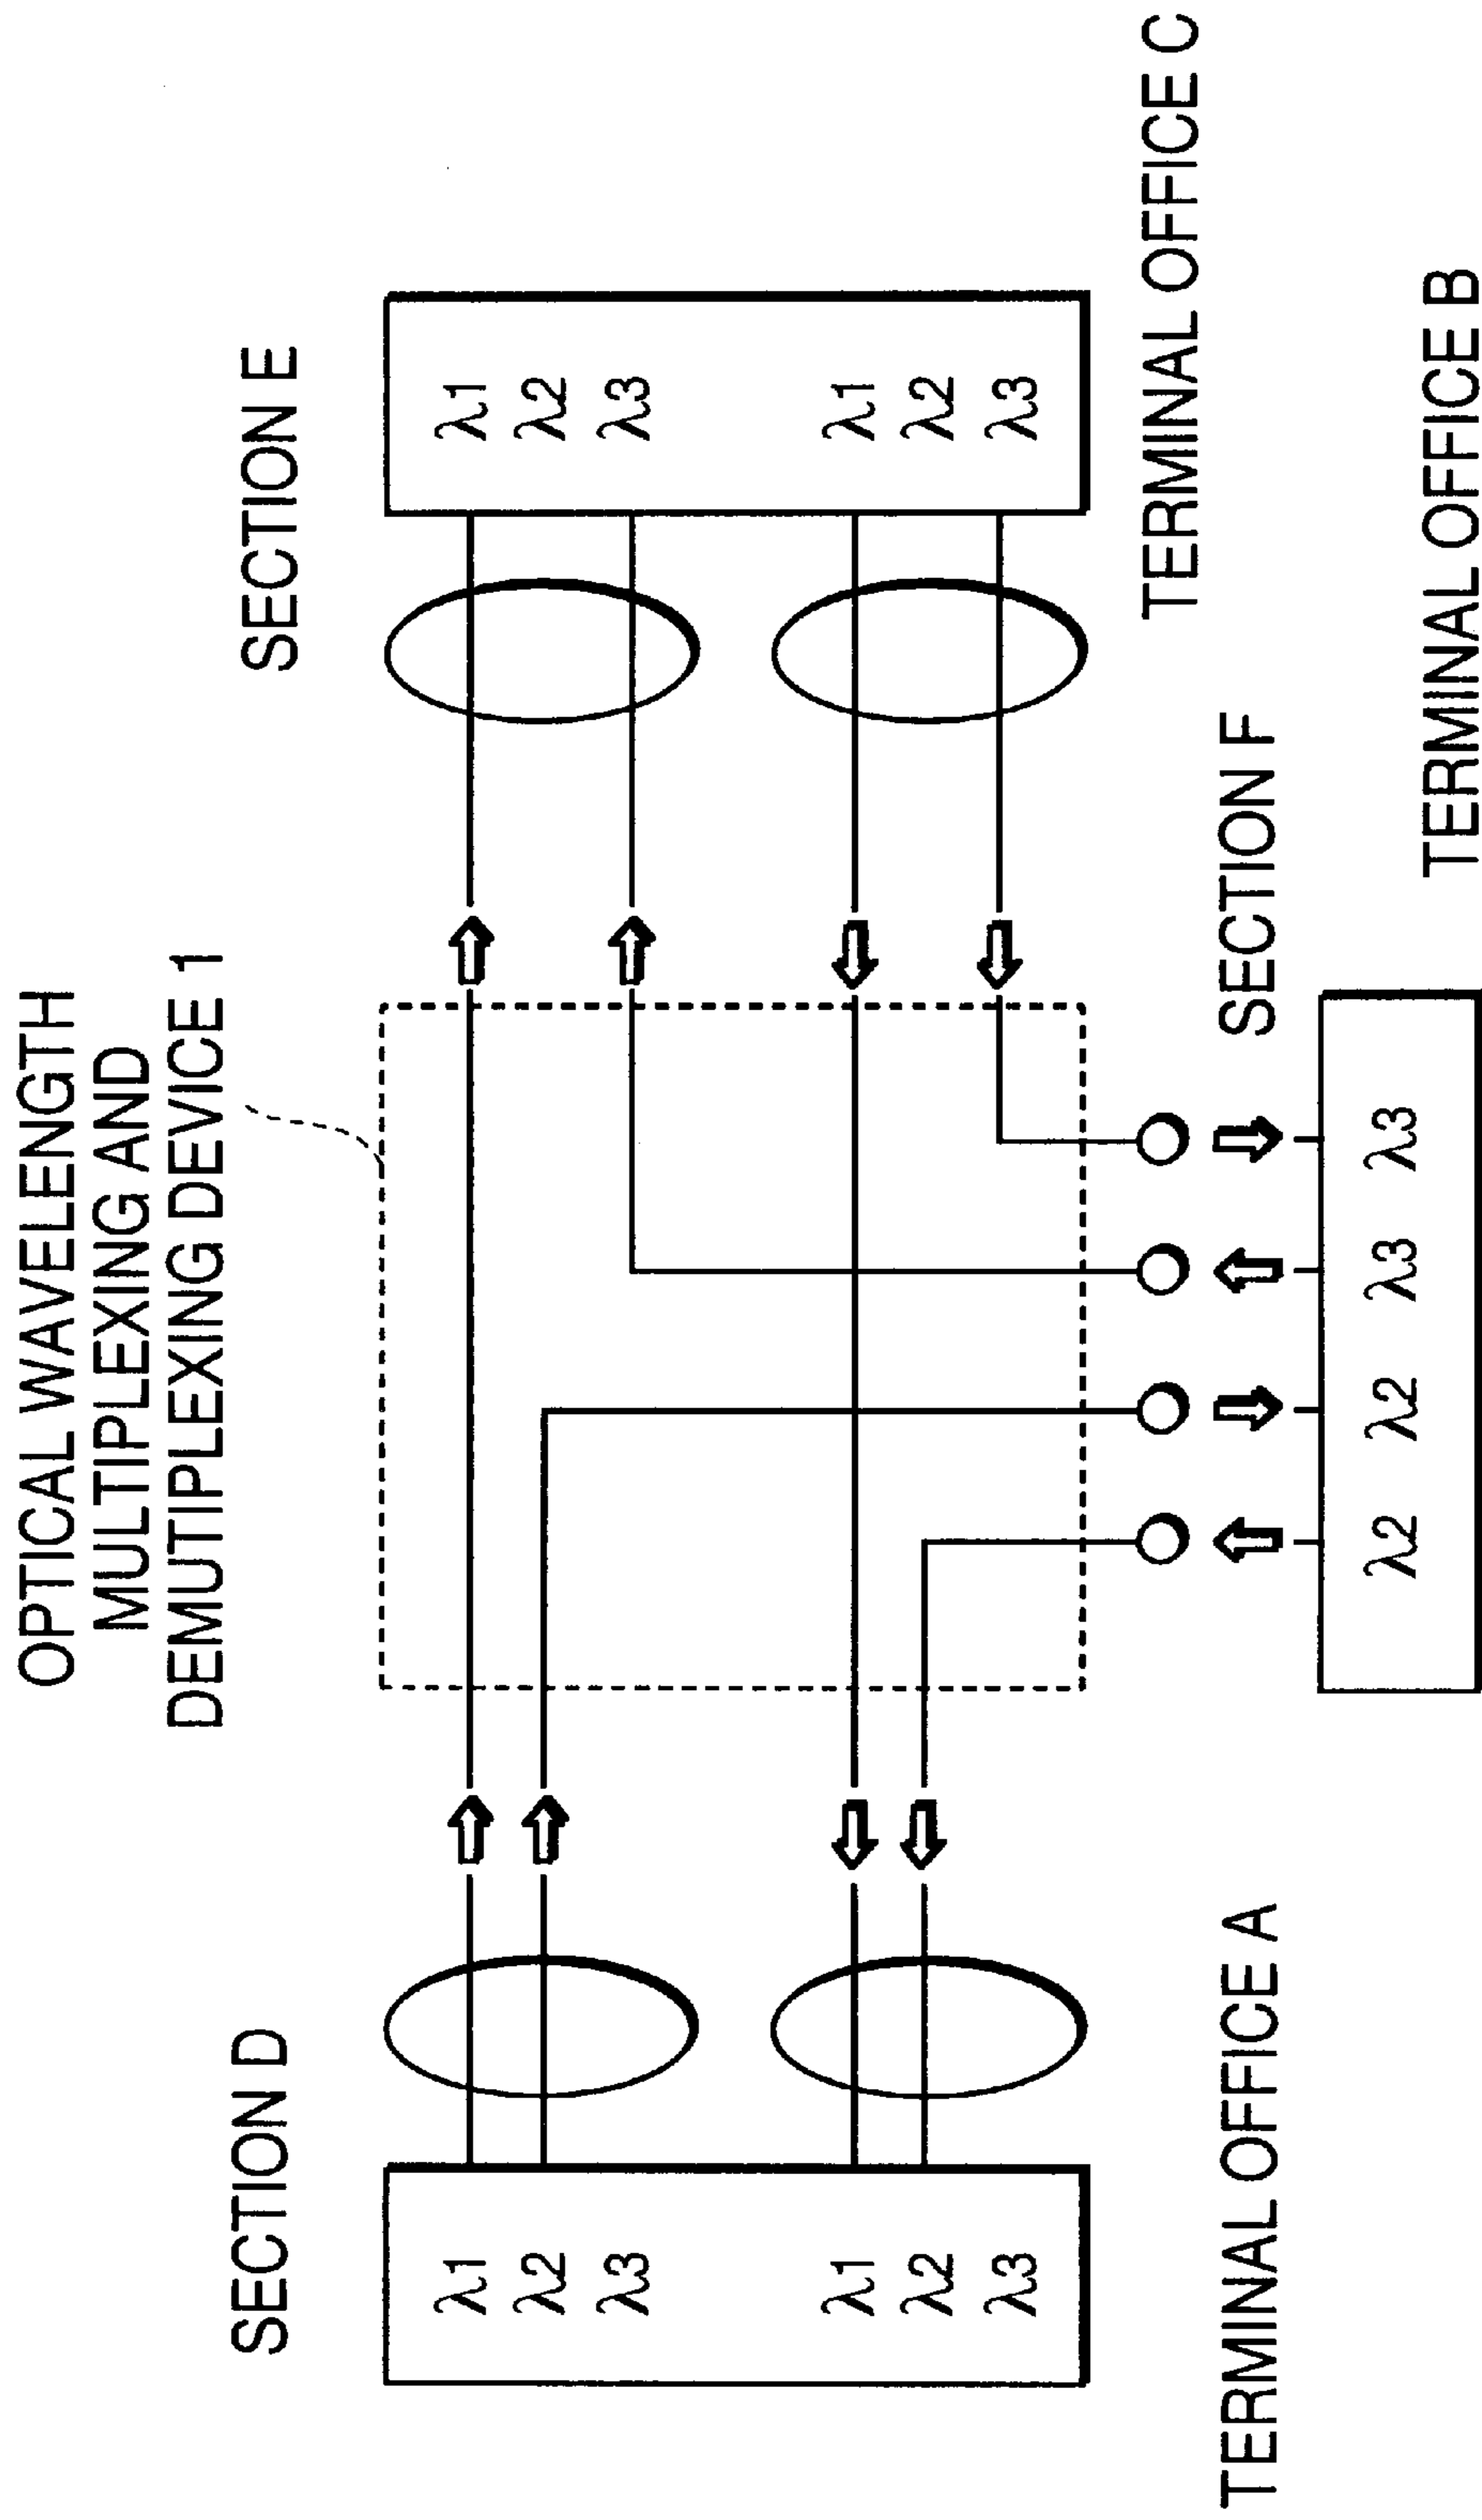 OPTICAL WAVELENGTH
MULTIPLEXING AND
DEMUTIPLEXING DEVICE 1
SECTION D
SECTION E
λ1
λ2
λ3
λ1
λ2
λ3
λ1
λ2
λ3
λ1
λ2
λ3
TERMINAL OFFICE A
SECTION F
TERMINAL OFFICE C
λ2
λ2
λ3
λ3
TERMINAL OFFICE B